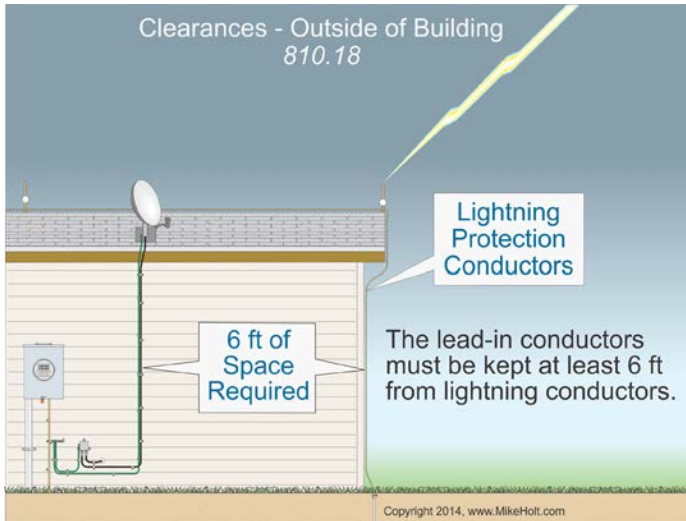 Clearances - Outside of Building
810.18
Lightning
Protection
Conductors
6 ft of
Space
Required
The lead-in conductors
must be kept at least 6 ft
from lightning conductors.
Copyright 2014, www.MikeHolt.com